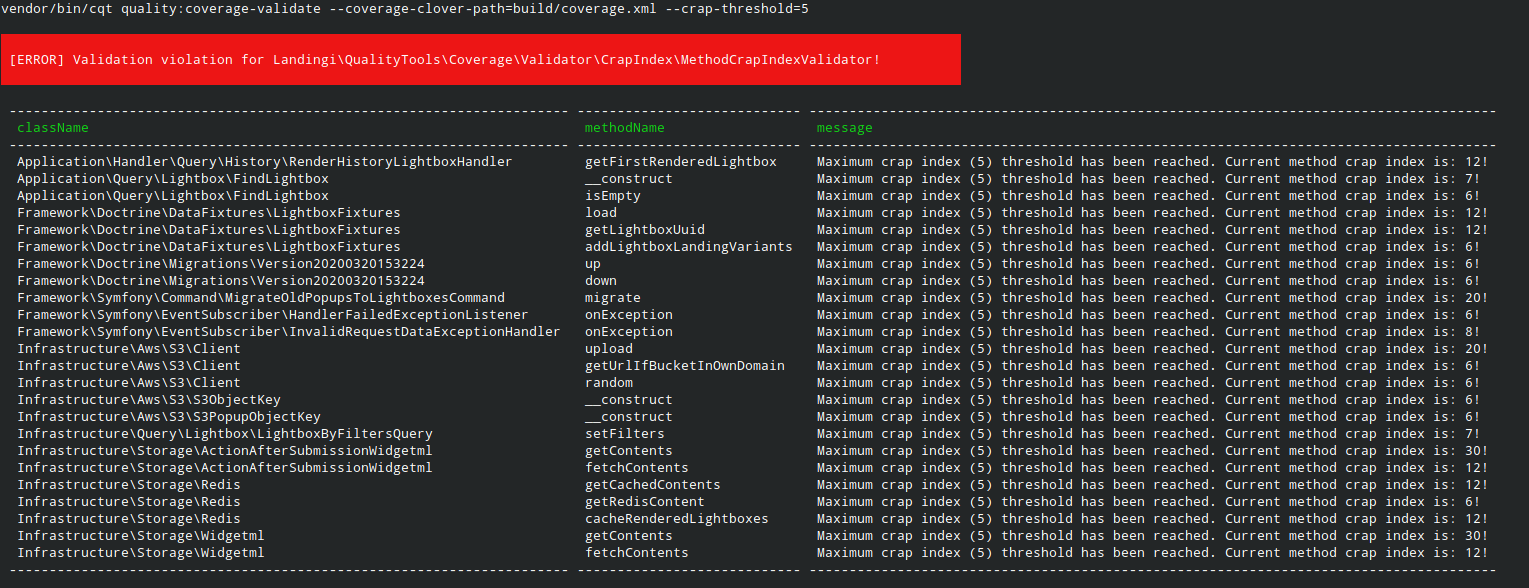 vendor/bin/cqt quality:coverage-validate --coverage-clover-path=build/coverage.xml --crap-threshold=5
[ERROR] Validation violation for Landingi\QualityTools\Coverage\Validator\CrapIndex\MethodCrapIndexValidator!
className methodName message
Application\Handler\Query\History\RenderHistoryLightboxHandler getFirstRenderedLightbox Maximum crap index (5) threshold has been reached. Current method crap index is: 12!
Application\Query\Lightbox\FindLightbox __construct Maximum crap index (5) threshold has been reached. Current method crap index is: 7!
Application\Query\Lightbox\FindLightbox isEmpty Maximum crap index (5) threshold has been reached. Current method crap index is: 6!
Framework\Doctrine\DataFixtures\LightboxFixtures load Maximum crap index (5) threshold has been reached. Current method crap index is: 12!
Framework\Doctrine\DataFixtures\LightboxFixtures getLightboxUuid Maximum crap index (5) threshold has been reached. Current method crap index is: 12!
Framework\Doctrine\DataFixtures\LightboxFixtures addLightboxLandingVariants Maximum crap index (5) threshold has been reached. Current method crap index is: 6!
Framework\Doctrine\Migrations\Version20200320153224 up Maximum crap index (5) threshold has been reached. Current method crap index is: 6!
Framework\Doctrine\Migrations\Version20200320153224 down Maximum crap index (5) threshold has been reached. Current method crap index is: 6!
Framework\Symfony\Command\MigrateOldPopupsToLightboxesCommand migrate Maximum crap index (5) threshold has been reached. Current method crap index is: 20!
Framework\Symfony\EventSubscriber\HandlerFailedExceptionListener onException Maximum crap index (5) threshold has been reached. Current method crap index is: 6!
Framework\Symfony\EventSubscriber\InvalidRequestDataExceptionHandler onException Maximum crap index (5) threshold has been reached. Current method crap index is: 8!
Infrastructure\Aws\S3\Client upload Maximum crap index (5) threshold has been reached. Current method crap index is: 20!
Infrastructure\Aws\S3\Client getUrlIfBucketInOwnDomain Maximum crap index (5) threshold has been reached. Current method crap index is: 6!
Infrastructure\Aws\S3\Client random Maximum crap index (5) threshold has been reached. Current method crap index is: 6!
Infrastructure\Aws\S3\S3ObjectKey __construct Maximum crap index (5) threshold has been reached. Current method crap index is: 6!
Infrastructure\Aws\S3\S3PopupObjectKey __construct Maximum crap index (5) threshold has been reached. Current method crap index is: 6!
Infrastructure\Query\Lightbox\LightboxByFiltersQuery setFilters Maximum crap index (5) threshold has been reached. Current method crap index is: 7!
Infrastructure\Storage\ActionAfterSubmissionWidgetml getContents Maximum crap index (5) threshold has been reached. Current method crap index is: 30!
Infrastructure\Storage\ActionAfterSubmissionWidgetml fetchContents Maximum crap index (5) threshold has been reached. Current method crap index is: 12!
Infrastructure\Storage\Redis getCachedContents Maximum crap index (5) threshold has been reached. Current method crap index is: 12!
Infrastructure\Storage\Redis getRedisContent Maximum crap index (5) threshold has been reached. Current method crap index is: 6!
Infrastructure\Storage\Redis cacheRenderedLightboxes Maximum crap index (5) threshold has been reached. Current method crap index is: 12!
Infrastructure\Storage\Widgetml getContents Maximum crap index (5) threshold has been reached. Current method crap index is: 30!
Infrastructure\Storage\Widgetml fetchContents Maximum crap index (5) threshold has been reached. Current method crap index is: 12!